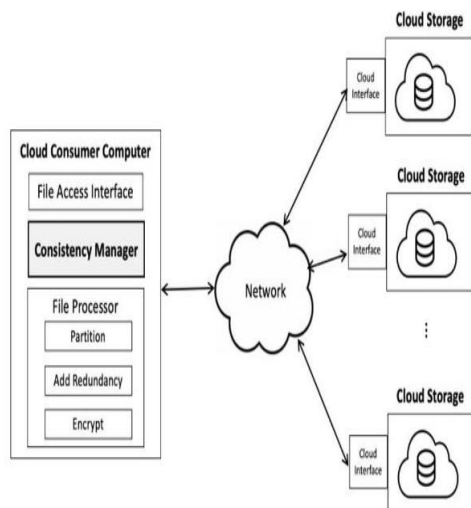 Cloud Consumer Computer
File Access Interface
Consistency Manager
File Processor
Partition
Add Redundancy
Encrypt
Network
Cloud Storage
Cloud
Interface
Cloud Storage
Cloud
Interface
Cloud Storage
Cloud
Interface